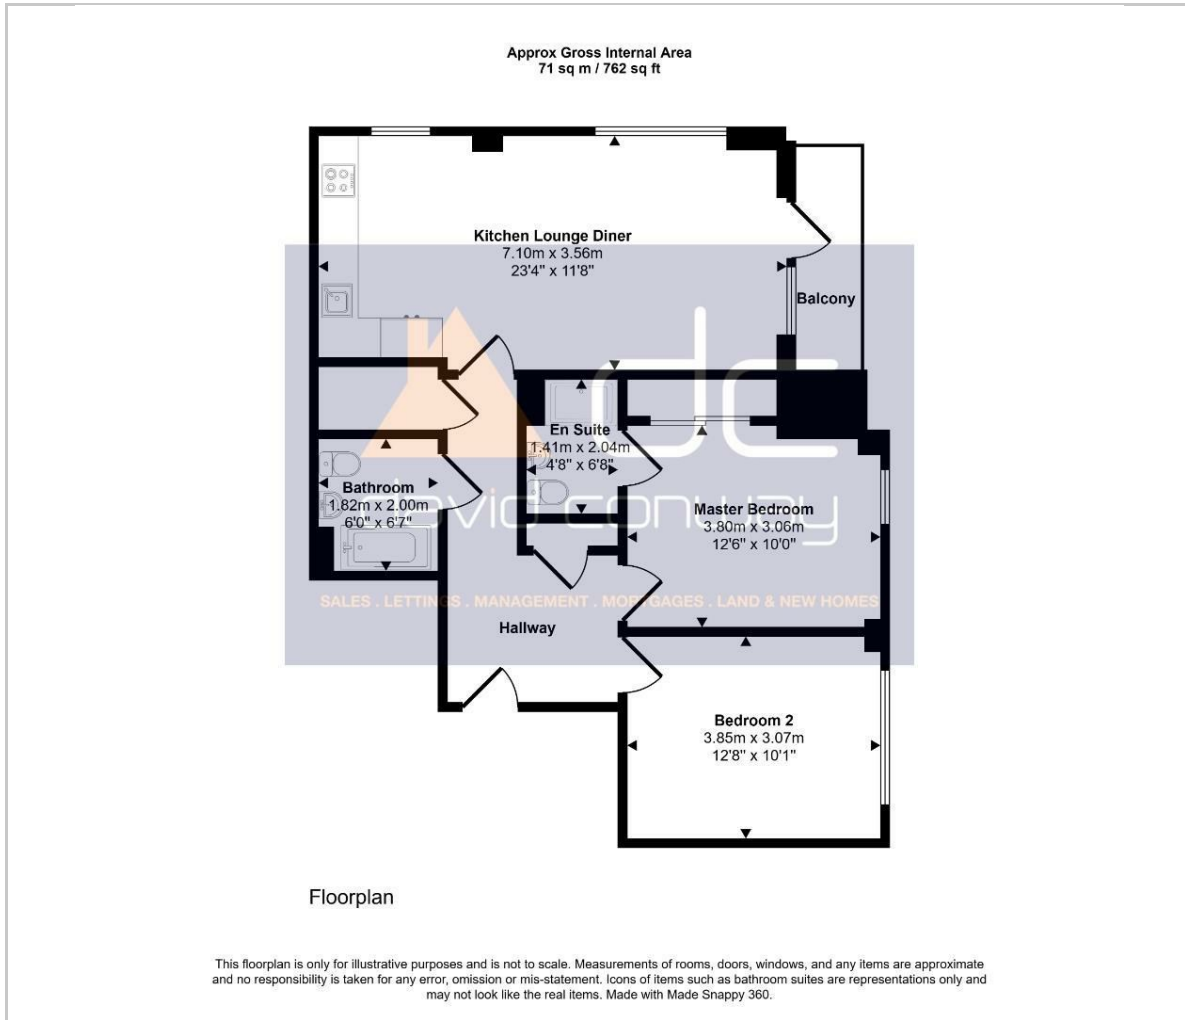 Approx Gross Internal Area
71 sq m / 762 sq ft
Kitchen Lounge Diner
7.10m x 3.56m
23'4" x 11'8"
Balcony
En Suite
1.41m x 2.04m
4'8" x 6'8"
Bathroom
1.82m x 2.00m
6'0" x 6'7"
dc
david conway
Master Bedroom
3.80m x 3.06m
12'6" x 10'0"
SALES . LETTINGS . MANAGEMENT . MORTGAGES . LAND & NEW HOMES
Hallway
Bedroom 2
3.85m x 3.07m
12'8" x 10'1"
Floorplan
This floorplan is only for illustrative purposes and is not to scale. Measurements of rooms, doors, windows, and any items are approximate
and no responsibility is taken for any error, omission or mis-statement. Icons of items such as bathroom suites are representations only and
may not look like the real items. Made with Made Snappy 360.